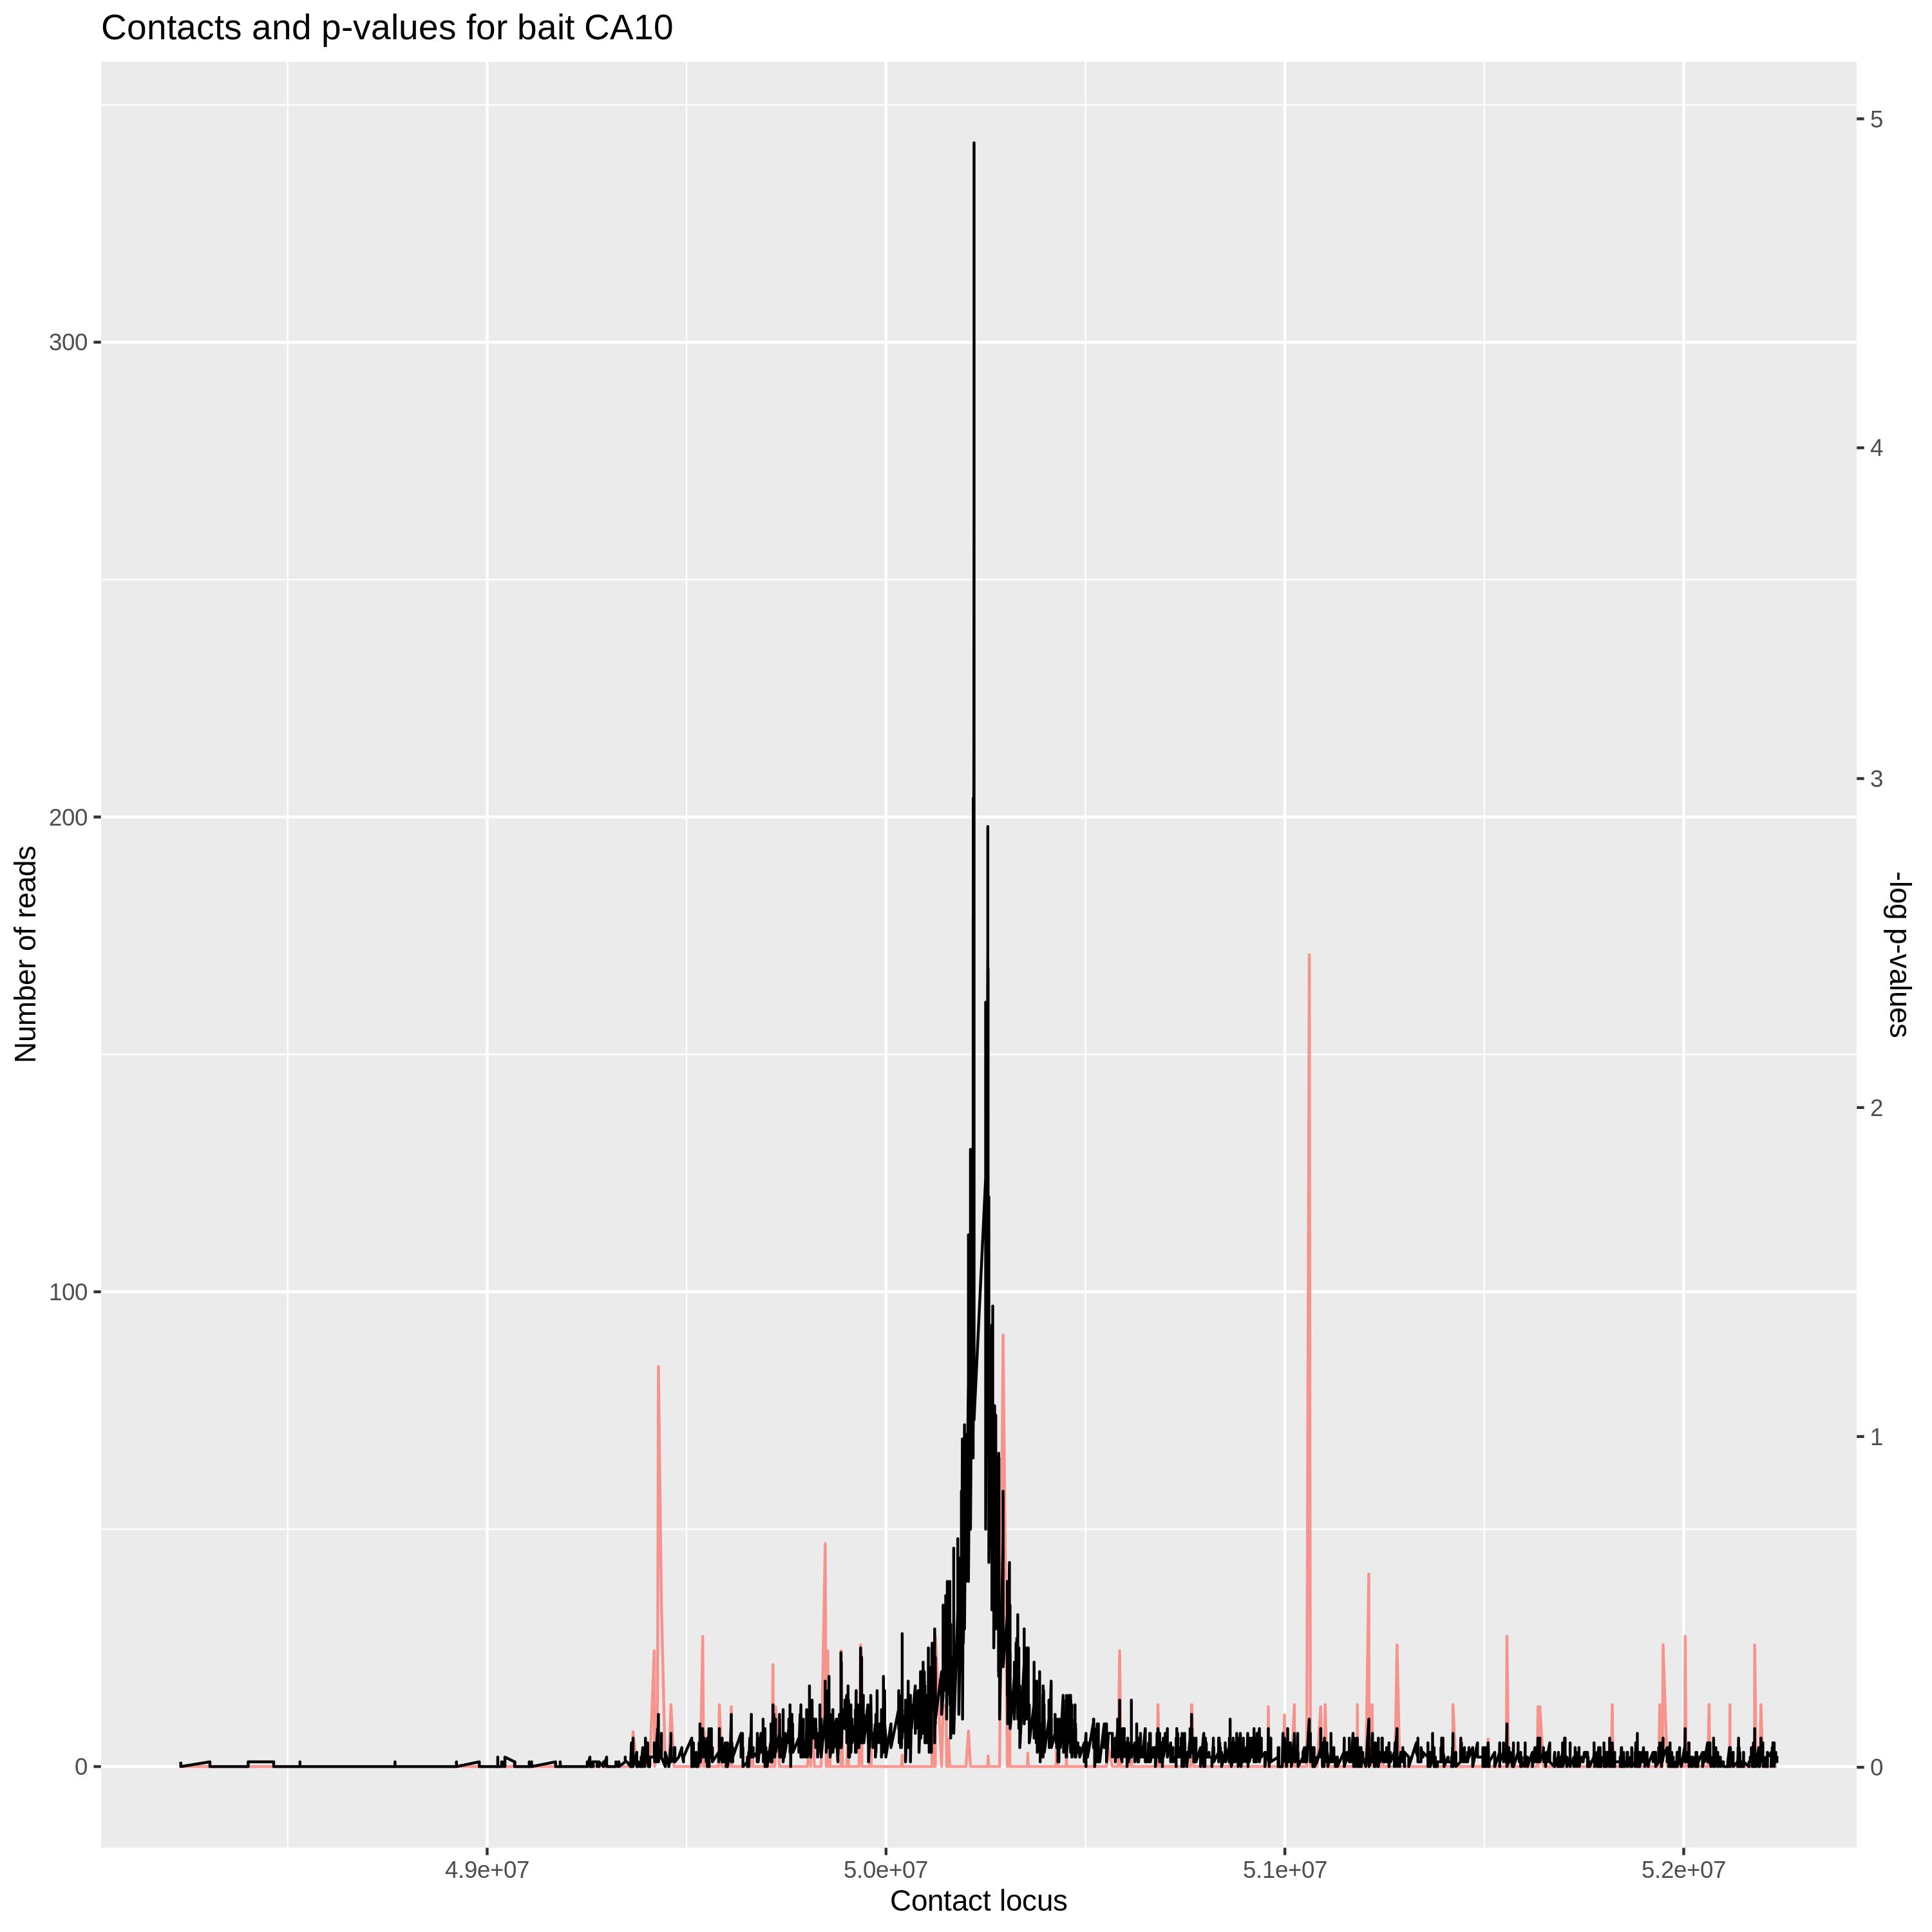 Contacts and p-values for bait CA10
Number of reads
300
200
100
0
5
4
3
2
1
0
-log p-values
4.9e+07
5.0e+07
5.1e+07
5.2e+07
Contact locus